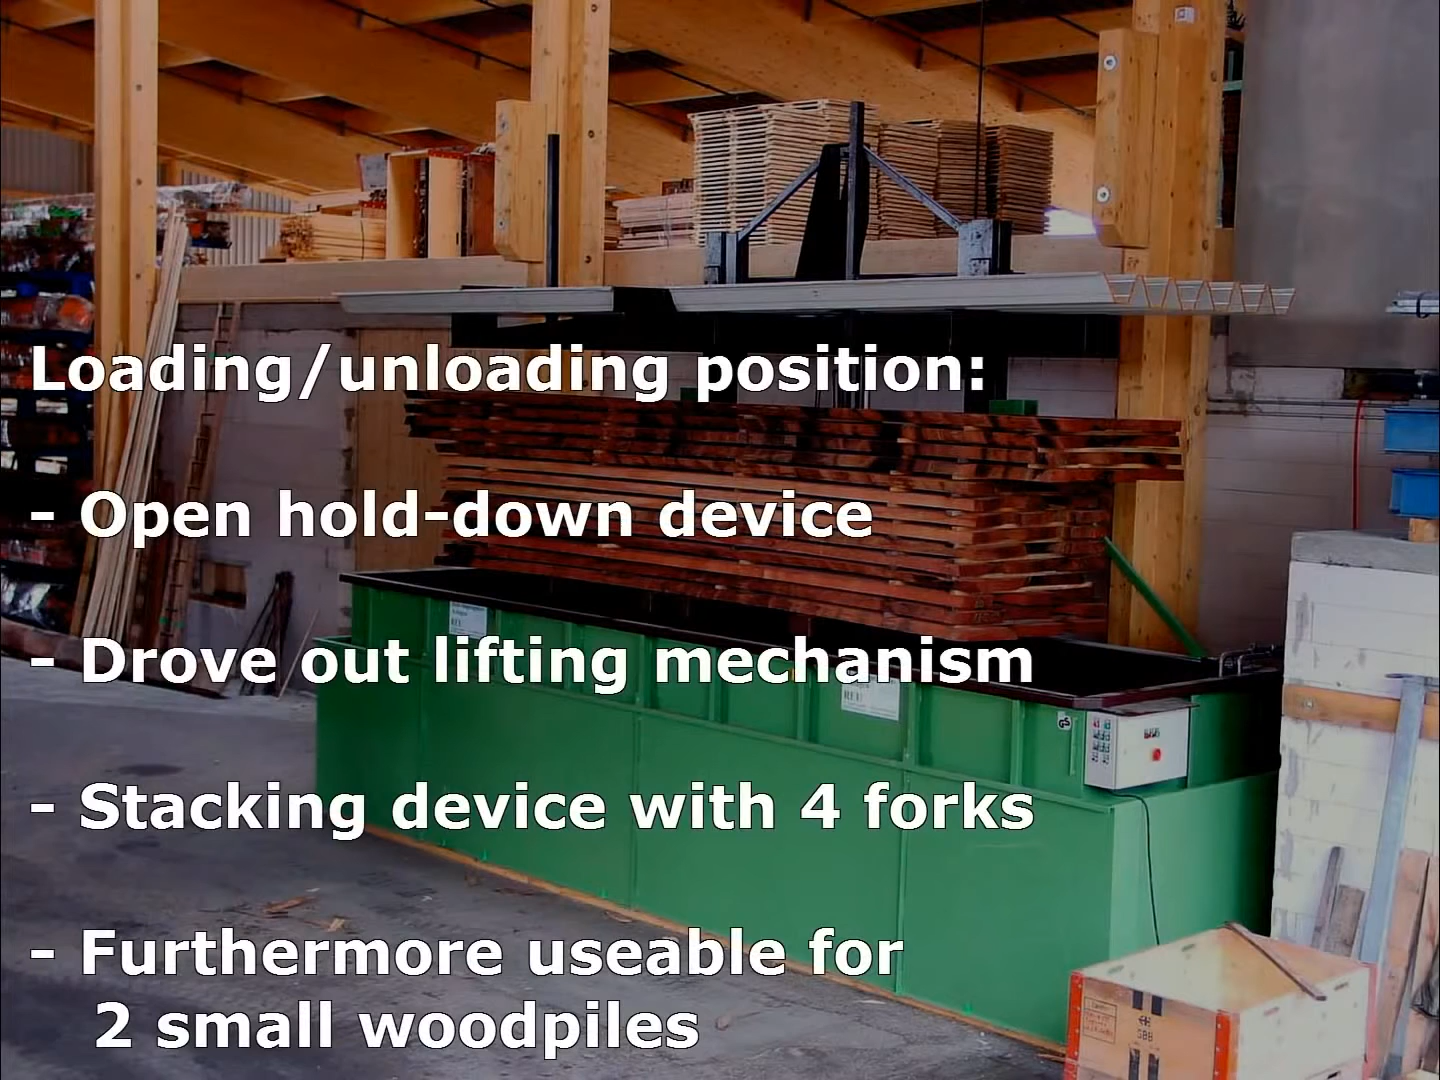 Loading/unloading position:
- Open hold-down device
- Drove out lifting mechanism
- Stacking device with 4 forks
- Furthermore useable for
2 small woodpiles
SBB